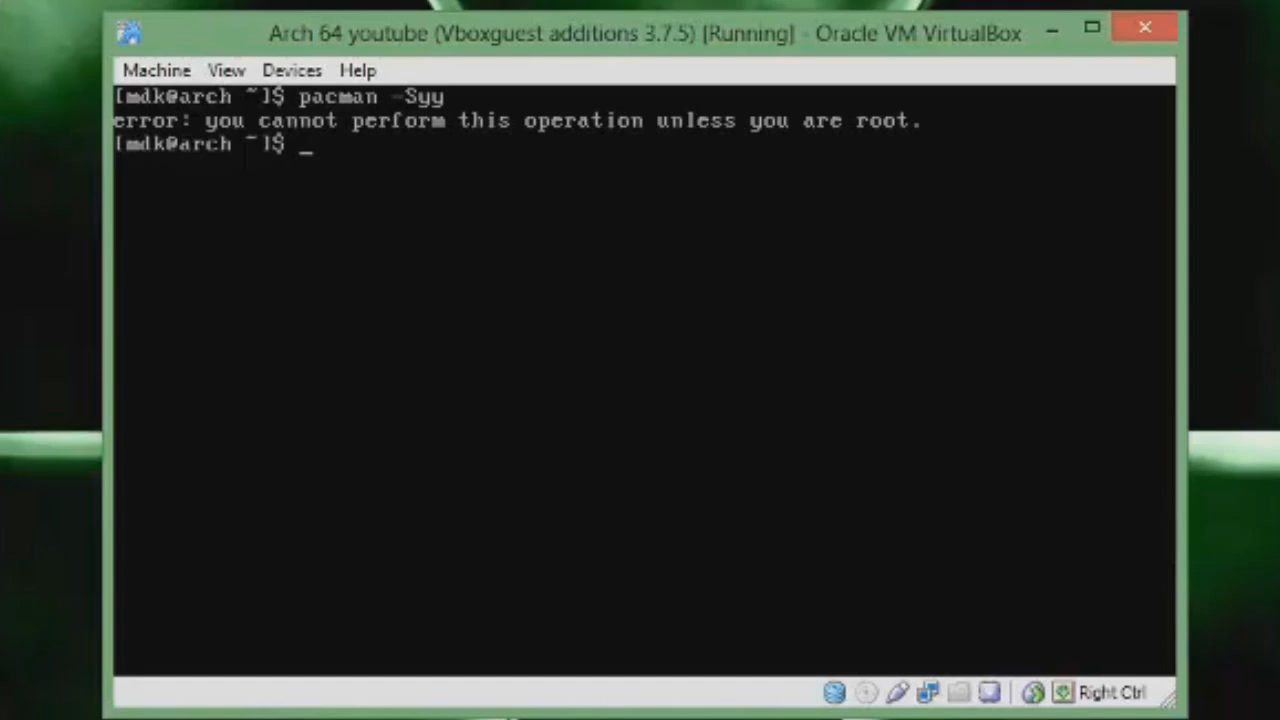 Arch 64 youtube (Vboxguest additions 3.7.5) [Running] - Oracle VM VirtualBox
Machine View Devices Help
[mdk@arch ~]$ pacman -Syy
error: you cannot perform this operation unless you are root.
[mdk@arch ~]$ _
Right Ctrl